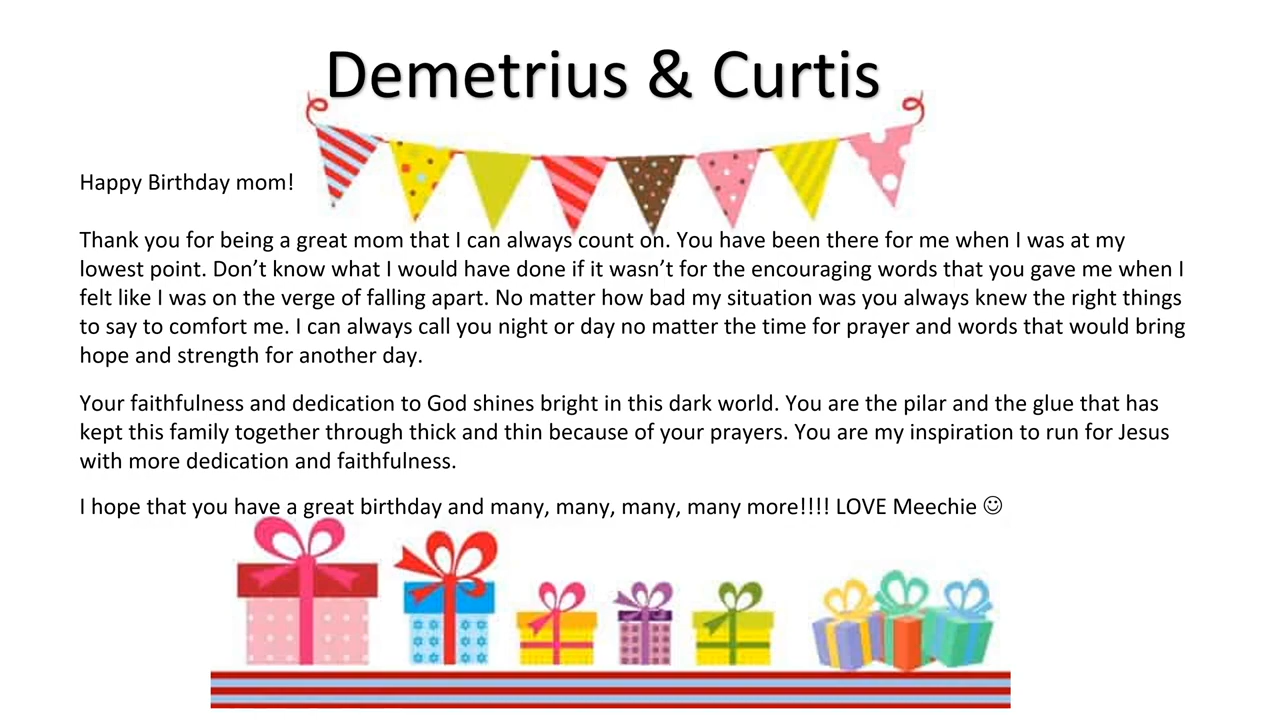 Demetrius & Curtis
Happy Birthday mom!
Thank you for being a great mom that I can always count on. You have been there for me when I was at my
lowest point. Don’t know what I would have done if it wasn’t for the encouraging words that you gave me when I
felt like I was on the verge of falling apart. No matter how bad my situation was you always knew the right things
to say to comfort me. I can always call you night or day no matter the time for prayer and words that would bring
hope and strength for another day.
Your faithfulness and dedication to God shines bright in this dark world. You are the pilar and the glue that has
kept this family together through thick and thin because of your prayers. You are my inspiration to run for Jesus
with more dedication and faithfulness.
I hope that you have a great birthday and many, many, many, many more!!!! LOVE Meechie ☺